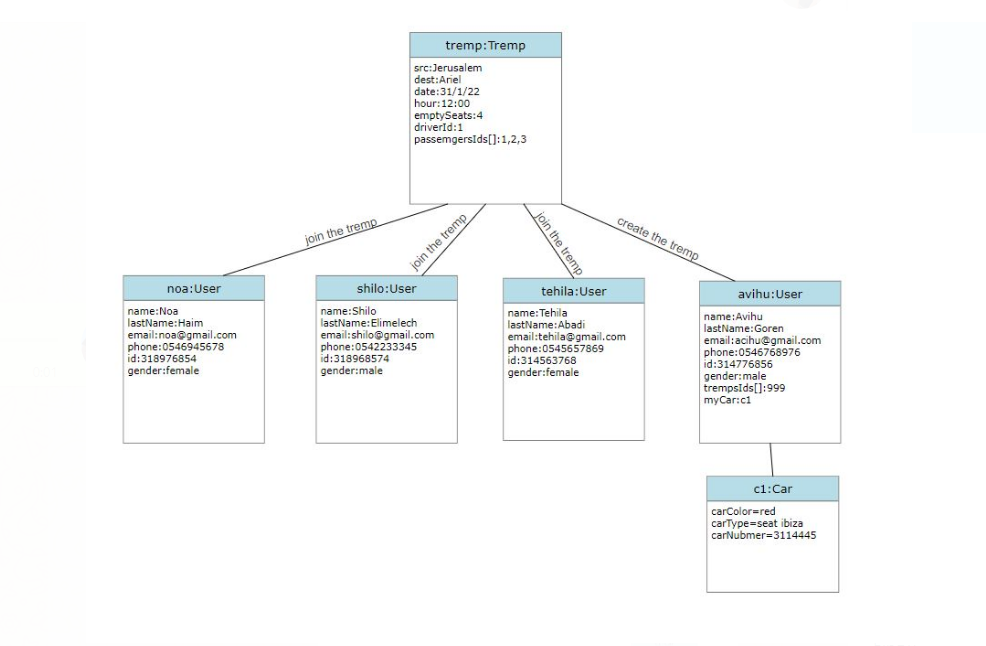 tremp:Tremp
src:Jerusalem
dest:Ariel
date:31/1/22
hour:12:00
emptySeats:4
driverId:1
passemgersIds[]:1,2,3
join the tremp
join the tremp
join the tremp
create the tremp
noa:User
name:Noa
lastName:Haim
email:noa@gmail.com
phone:0546945678
id:318976854
gender:female
shilo:User
name:Shilo
lastName:Elimelech
email:shilo@gmail.com
phone:0542233345
id:318968574
gender:male
tehila:User
name:Tehila
lastName:Abadi
email:tehila@gmail.com
phone:0545657869
id:314563768
gender:female
avihu:User
name:Avihu
lastName:Goren
email:acihu@gmail.com
phone:0546768976
id:314776856
gender:male
trempsIds[]:999
myCar:c1
c1:Car
carColor=red
carType=seat ibiza
carNubmer=3114445